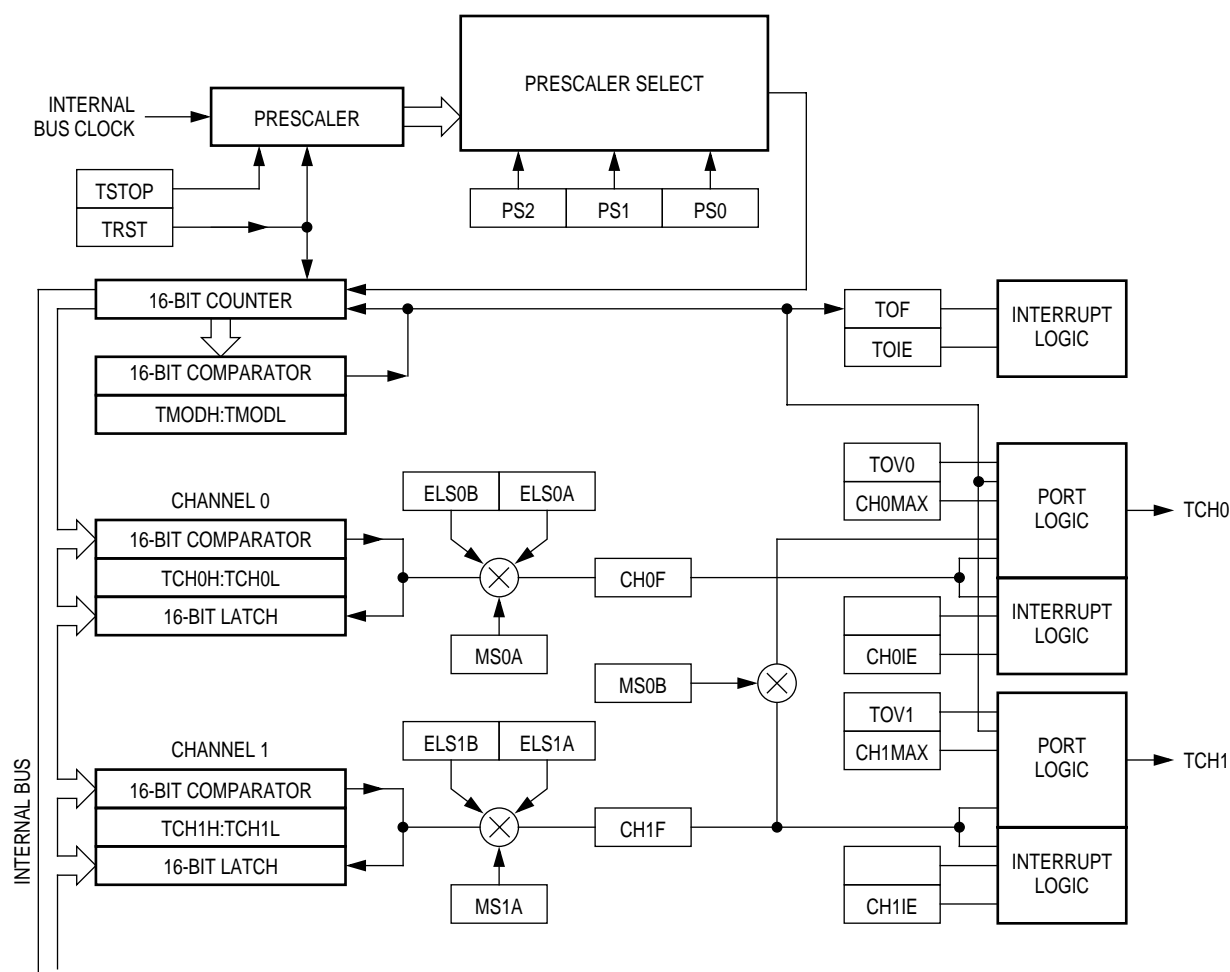 PRESCALER SELECT
INTERNAL
BUS CLOCK
PRESCALER
TSTOP
TRST
PS2
PS1
PS0
16-BIT COUNTER
16-BIT COMPARATOR
TMODH:TMODL
TOF
TOIE
INTERRUPT
LOGIC
CHANNEL 0
16-BIT COMPARATOR
TCH0H:TCH0L
16-BIT LATCH
ELS0B
ELS0A
MS0A
CH0F
TOV0
CH0MAX
PORT
LOGIC
TCH0
CH0IE
INTERRUPT
LOGIC
MS0B
CHANNEL 1
16-BIT COMPARATOR
TCH1H:TCH1L
16-BIT LATCH
ELS1B
ELS1A
MS1A
CH1F
TOV1
CH1MAX
PORT
LOGIC
TCH1
CH1IE
INTERRUPT
LOGIC
INTERNAL BUS